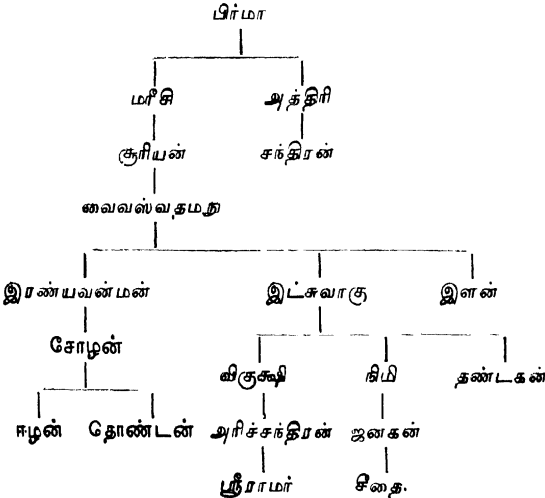 பிர்மா
மரீசி அத்திரி
சூரியன் சந்திரன்
வைவஸ்வதமநு
இரண்யவன்மன் இட்சுவாகு இளன்
சோழன்
விகுக்ஷி நிமி தண்டகன்
ஈழன் தொண்டன் அரிச்சந்திரன் ஜனகன்
ஸ்ரீராமர் சீதை.